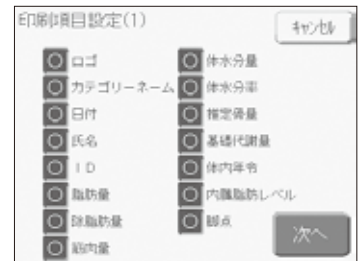 印刷項目設定(1)
キャンセル
ロゴ
カテゴリーネーム
日付
氏名
ID
脂肪量
除脂肪量
筋肉量
体水分量
体水分率
推定骨量
基礎代謝量
体内年令
内臓脂肪レベル
脚点
次へ